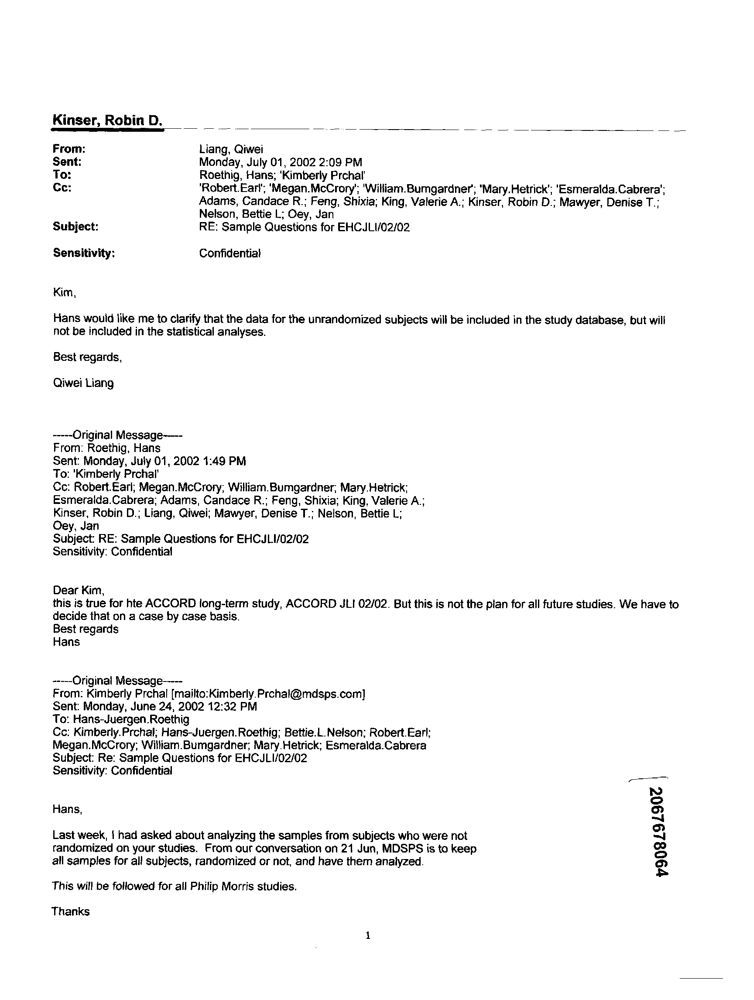 Kinser, Robin D.
From: Liang, Qiwei
Sent: Monday, July 01, 2002 2:09 PM
To: Roethig, Hans; 'Kimberly Prchal'
Cc: 'Robert.Earl'; 'Megan.McCrory'; 'William.Bumgardner'; 'Mary.Hetrick'; 'Esmeralda.Cabrera';
Adams, Candace R.; Feng, Shixia; King, Valerie A.; Kinser, Robin D.; Mawyer, Denise T.;
Nelson, Bettie L; Oey, Jan
Subject: RE: Sample Questions for EHCJLI/02/02
Sensitivity: Confidential
Kim,
Hans would like me to clarify that the data for the unrandomized subjects will be included in the study database, but will
not be included in the statistical analyses.
Best regards,
Qiwei Liang
-----Original Message-----
From: Roethig, Hans
Sent: Monday, July 01, 2002 1:49 PM
To: 'Kimberly Prchal'
Cc: Robert.Earl; Megan.McCrory; William.Bumgardner; Mary.Hetrick;
Esmeralda.Cabrera; Adams, Candace R.; Feng, Shixia; King, Valerie A.;
Kinser, Robin D.; Liang, Qiwei; Mawyer, Denise T.; Nelson, Bettie L;
Oey, Jan
Subject: RE: Sample Questions for EHCJLI/02/02
Sensitivity: Confidential
Dear Kim,
this is true for hte ACCORD long-term study, ACCORD JLI 02/02. But this is not the plan for all future studies. We have to
decide that on a case by case basis.
Best regards
Hans
-----Original Message-----
From: Kimberly Prchal [mailto:Kimberly.Prchal@mdsps.com]
Sent: Monday, June 24, 2002 12:32 PM
To: Hans-Juergen.Roethig
Cc: Kimberly.Prchal; Hans-Juergen.Roethig; Bettie.L.Nelson; Robert.Earl;
Megan.McCrory; William.Bumgardner; Mary.Hetrick; Esmeralda.Cabrera
Subject: Re: Sample Questions for EHCJLI/02/02
Sensitivity: Confidential
Hans,
Last week, I had asked about analyzing the samples from subjects who were not
randomized on your studies.  From our conversation on 21 Jun, MDSPS is to keep
all samples for all subjects, randomized or not, and have them analyzed.
This will be followed for all Philip Morris studies.
Thanks
1
2067678064